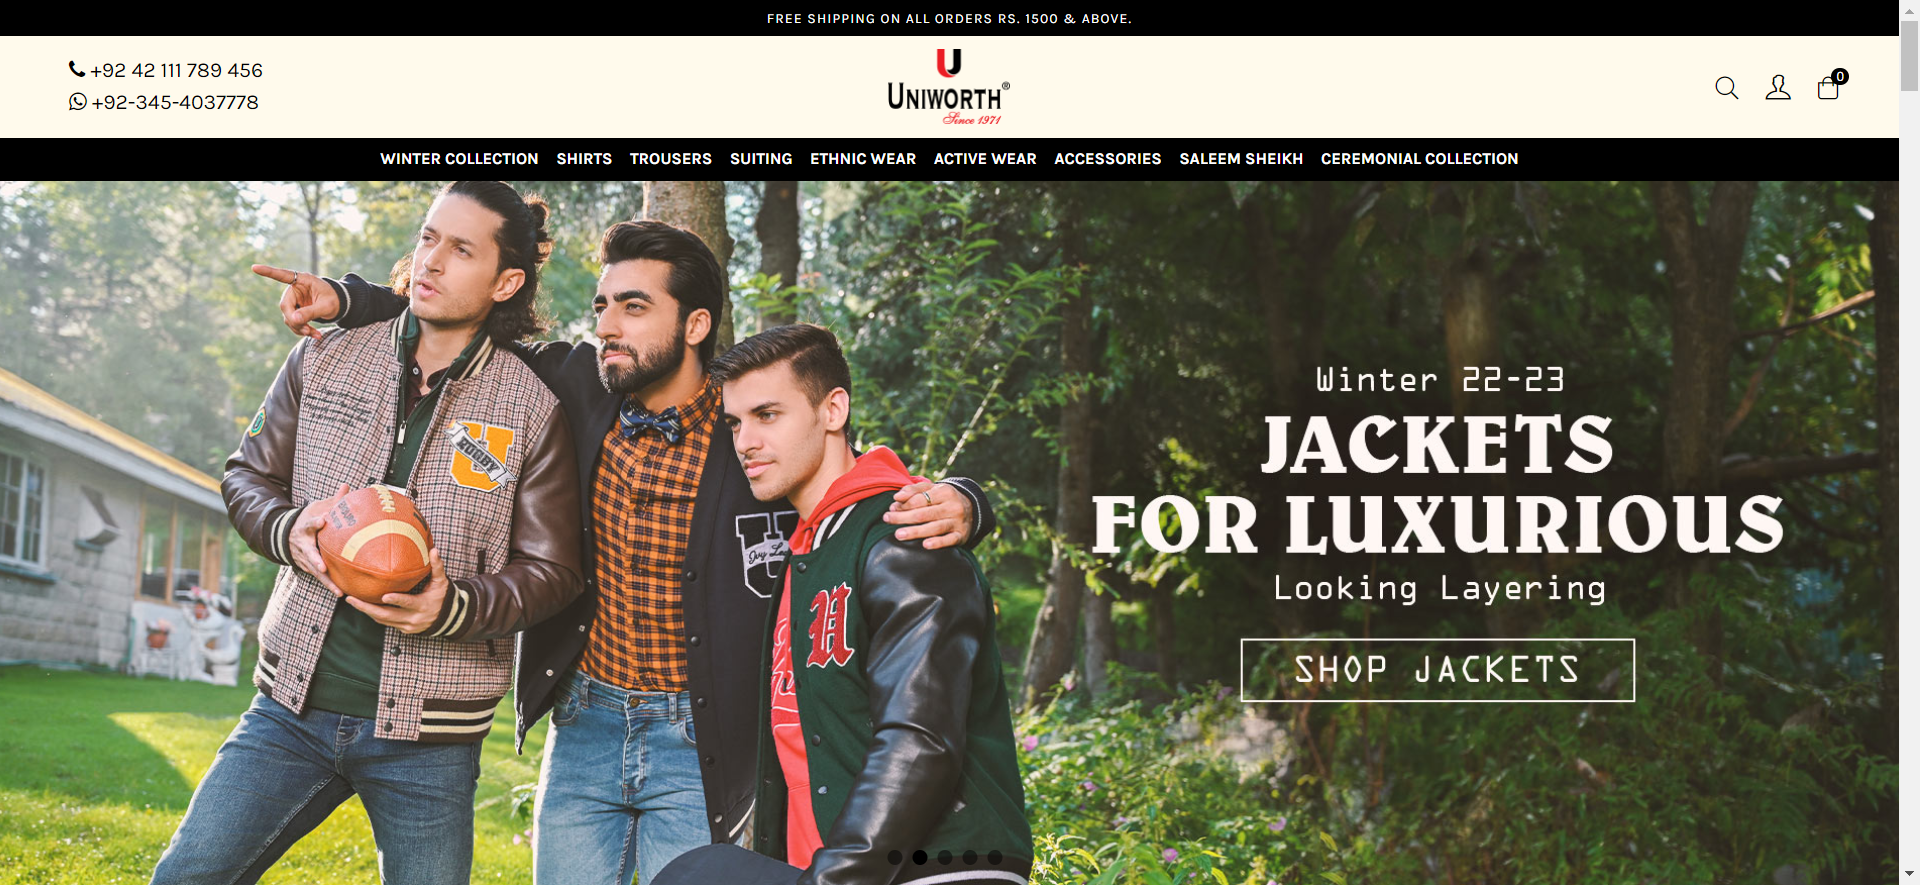 FREE SHIPPING ON ALL ORDERS RS. 1500 & ABOVE.
+92 42 111 789 456
+92-345-4037778
UNIWORTH®
Since 1971
0
WINTER COLLECTION SHIRTS TROUSERS SUITING ETHNIC WEAR ACTIVE WEAR ACCESSORIES SALEEM SHEIKH CEREMONIAL COLLECTION
Winter 22-23
JACKETS
FOR LUXURIOUS
Looking Layering
SHOP JACKETS
U
RUGBY
U
U